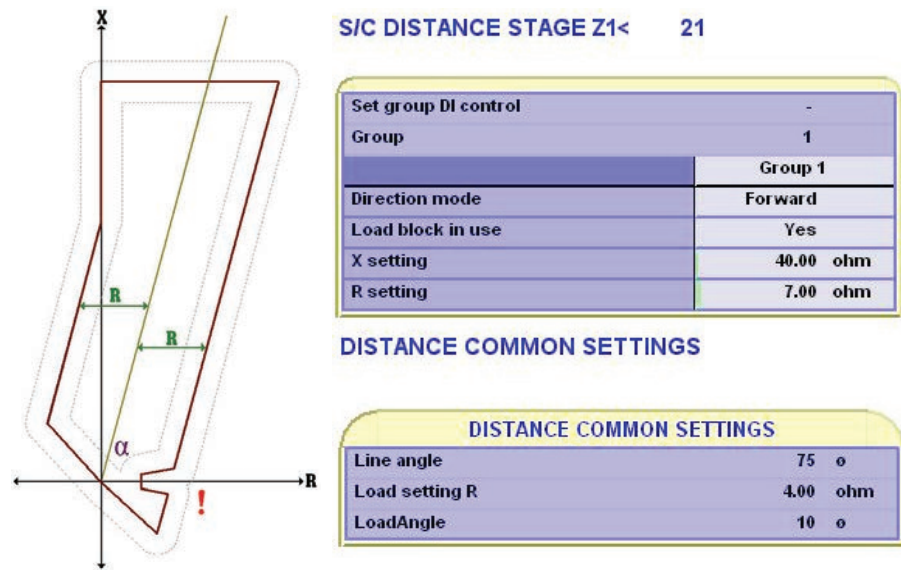 X
R
R
α
R
!
S/C DISTANCE STAGE Z1< 21
Set group DI control -
Group 1
Group 1
Direction mode Forward
Load block in use Yes
X setting 40.00 ohm
R setting 7.00 ohm
DISTANCE COMMON SETTINGS
DISTANCE COMMON SETTINGS
Line angle 75 o
Load setting R 4.00 ohm
LoadAngle 10 o